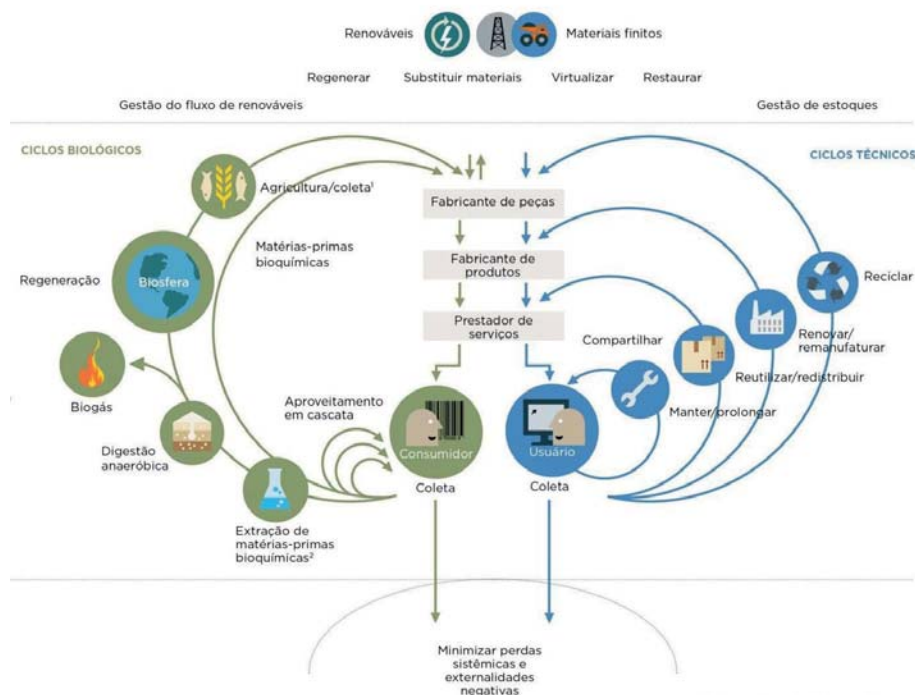 Renováveis
Materiais finitos
Regenerar
Substituir materiais
Virtualizar
Restaurar
Gestão do fluxo de renováveis
Gestão de estoques
CICLOS BIOLÓGICOS
CICLOS TÉCNICOS
Agricultura/coleta¹
Fabricante de peças
Matérias-primas
bioquímicas
Regeneração
Biosfera
Fabricante de
produtos
Reciclar
Prestador de
serviços
Compartilhar
Renovar/
remanufaturar
Reutilizar/redistribuir
Biogás
Aproveitamento
em cascata
Manter/prolongar
Digestão
anaeróbica
Consumidor
Usuário
Coleta
Coleta
Extração de
matérias-primas
bioquímicas²
Minimizar perdas
sistêmicas e
externalidades
negativas